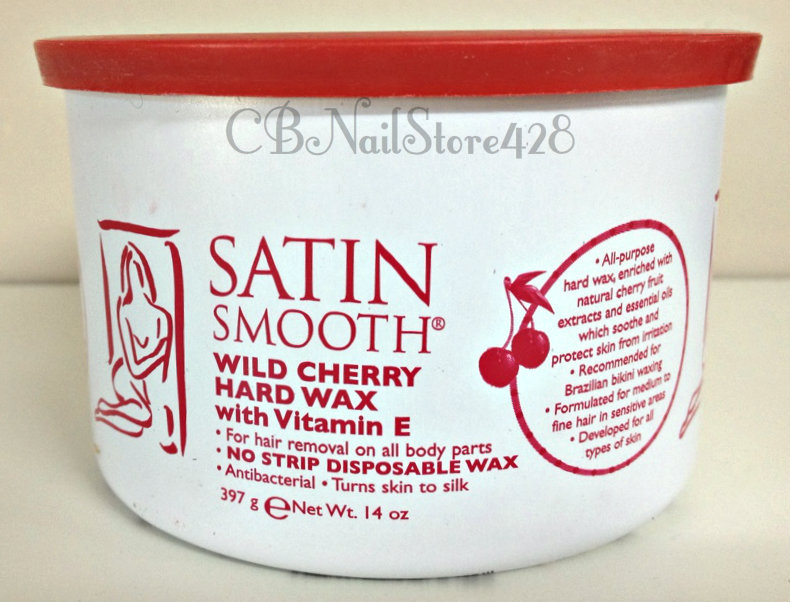 CBNailStore428
SATIN
SMOOTH®
WILD CHERRY
HARD WAX
with Vitamin E
• For hair removal on all body parts
• NO STRIP DISPOSABLE WAX
• Antibacterial • Turns skin to silk
397 g ℮ Net Wt. 14 oz
• All-purpose
hard wax, enriched with
natural cherry fruit
extracts and essential oils
which soothe and
protect skin from irritation
• Recommended for
Brazilian bikini waxing
• Formulated for medium to
fine hair in sensitive areas
• Developed for all
types of skin